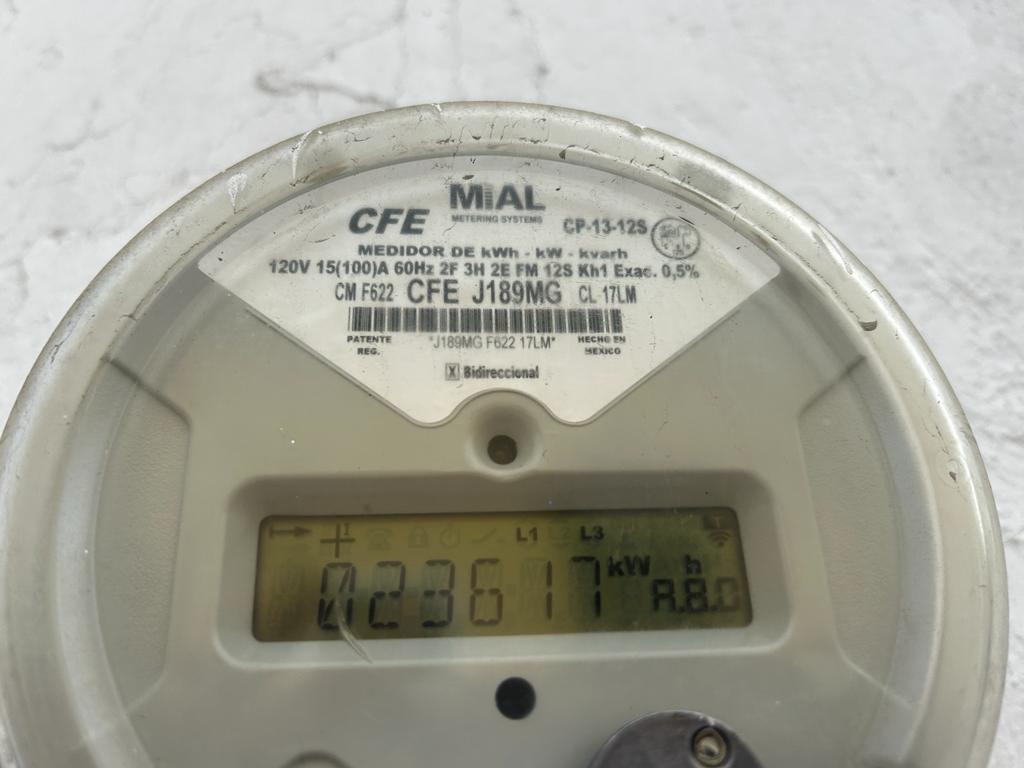 MIAL
METERING SYSTEMS
CFE
CP-13-12S
MEDIDOR DE kWh - kW - kvarh
120V 15(100)A 60Hz 2F 3H 2E FM 12S Kh1 Exac. 0,5%
CM F622 CFE J189MG CL 17LM
PATENTE REG.
*J189MG F622 17LM*
HECHO EN MEXICO
X Bidireccional
L1 L3
023617 kW h